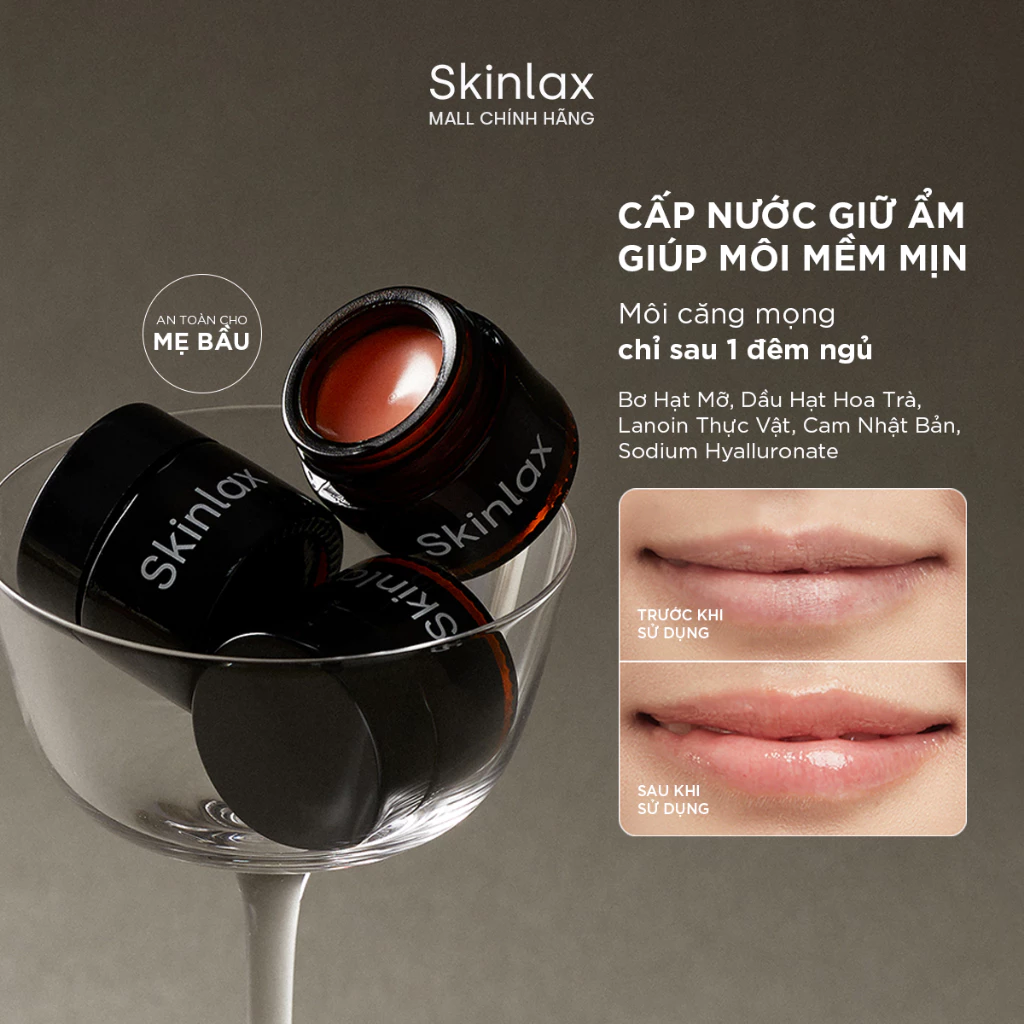 Skinlax
MALL CHÍNH HÃNG
CẤP NƯỚC GIỮ ẨM
GIÚP MÔI MỀM MỊN
Môi căng mọng
chỉ sau 1 đêm ngủ
Bơ Hạt Mỡ, Dầu Hạt Hoa Trà,
Lanoin Thực Vật, Cam Nhật Bản,
Sodium Hyalluronate
AN TOÀN CHO
MẸ BẦU
Skinlax
Skinlax
Skinlax
TRƯỚC KHI
SỬ DỤNG
SAU KHI
SỬ DỤNG